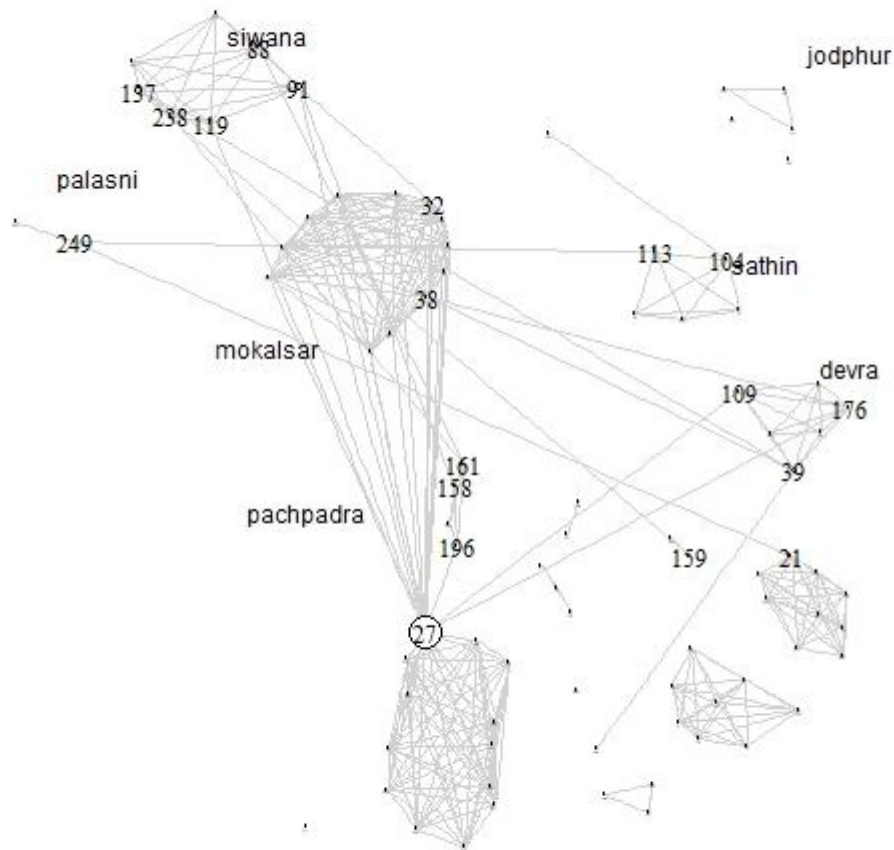 siwana
88
jodphur
137
91
238
119
palasni
32
249
113
104
sathin
38
mokalsar
devra
109
176
161
39
158
pachpadra
196
159
21
27